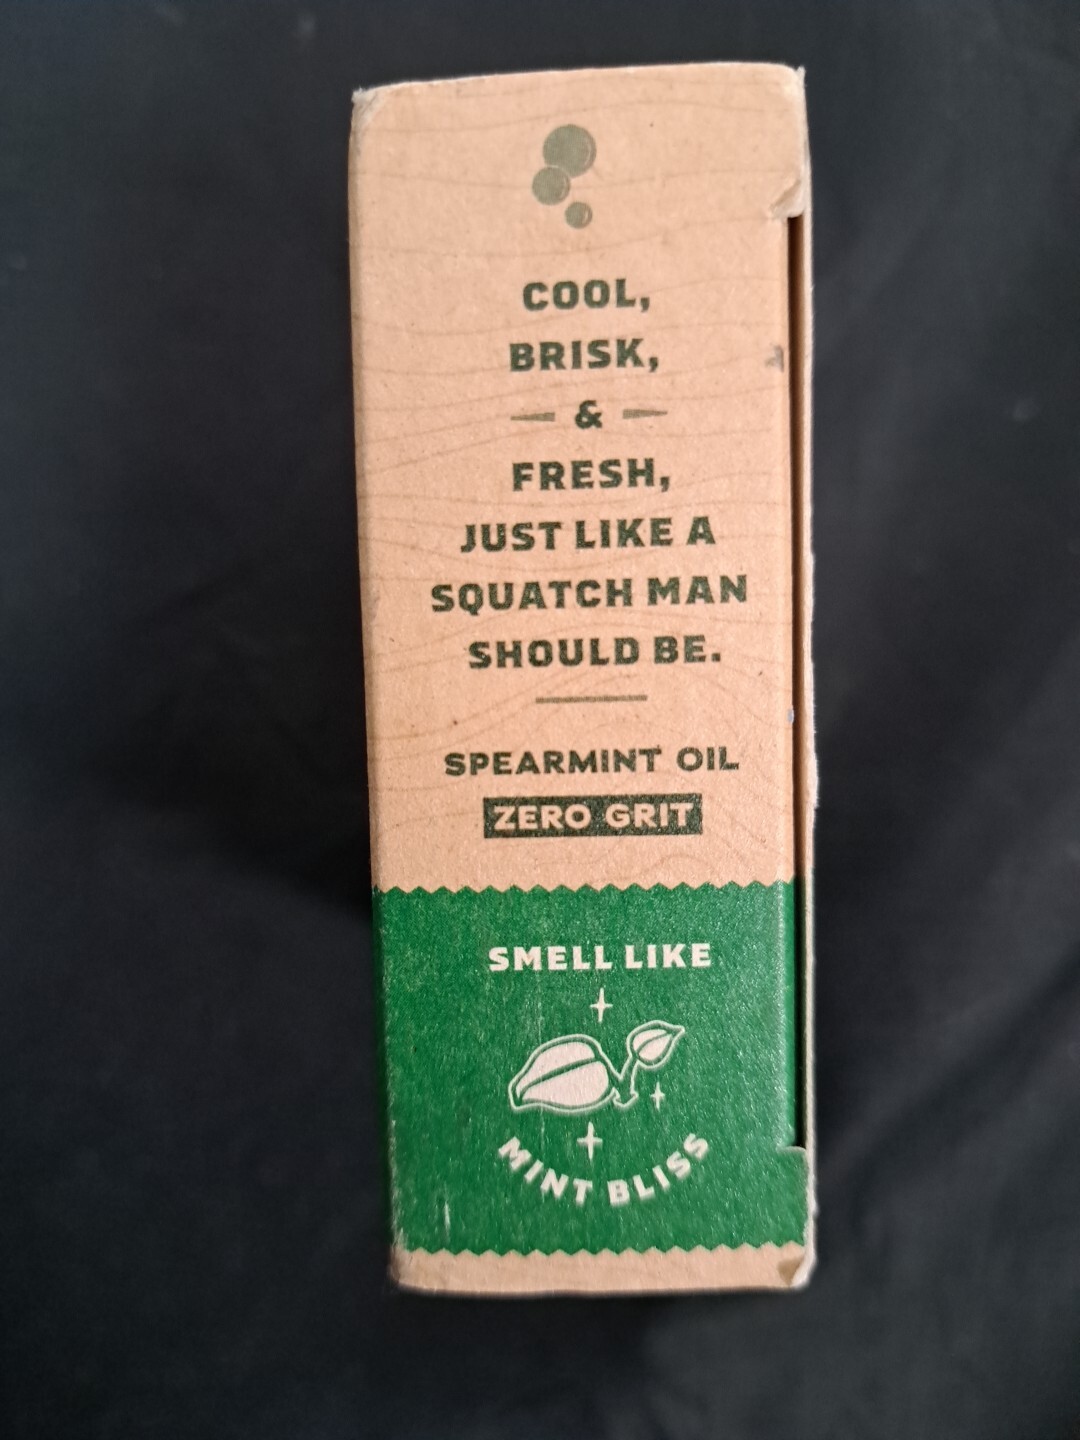 COOL,
BRISK,
&
FRESH,
JUST LIKE A
SQUATCH MAN
SHOULD BE.
SPEARMINT OIL
ZERO GRIT
SMELL LIKE
MINT BLISS